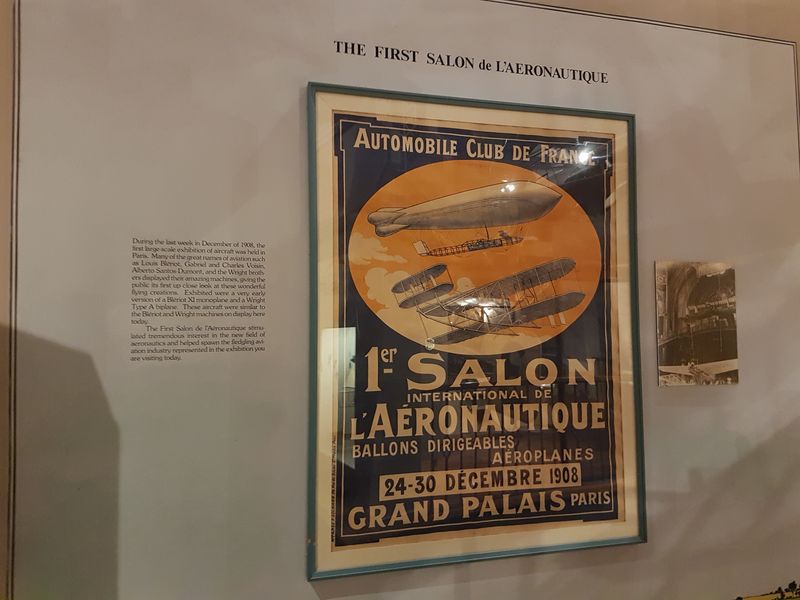 THE FIRST SALON de L'AERONAUTIQUE
During the last week in December of 1908, the
first large-scale exhibition of aircraft was held in
Paris. Many of the great names of aviation such
as Louis Blériot, Gabriel and Charles Voisin,
Alberto Santos-Dumont, and the Wright broth-
ers displayed their amazing machines, giving the
public its first up close look at these wonderful
flying creations. Exhibited were a very early
version of a Blériot XI monoplane and a Wright
Type A biplane. These aircraft were similar to
the Blériot and Wright machines on display here
today.
The First Salon de l'Aéronautique stimu-
lated tremendous interest in the new field of
aeronautics and helped spawn the fledgling avi-
ation industry represented in the exhibition you
are visiting today.
AUTOMOBILE CLUB DE FRANCE
1er SALON
INTERNATIONAL DE
L'AÉRONAUTIQUE
BALLONS DIRIGEABLES
AÉROPLANES
24-30 DÉCEMBRE 1908
GRAND PALAIS PARIS